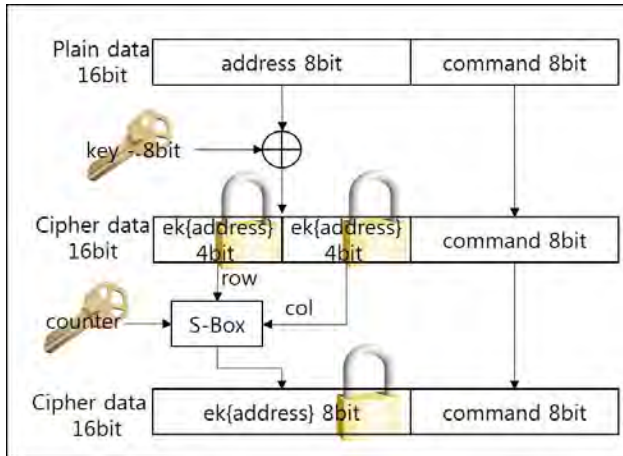 Plain data
16bit
address 8bit
command 8bit
key - 8bit
Cipher data
16bit
ek{address}
4bit
ek{address}
4bit
command 8bit
row
col
counter
S-Box
Cipher data
16bit
ek{address} 8bit
command 8bit